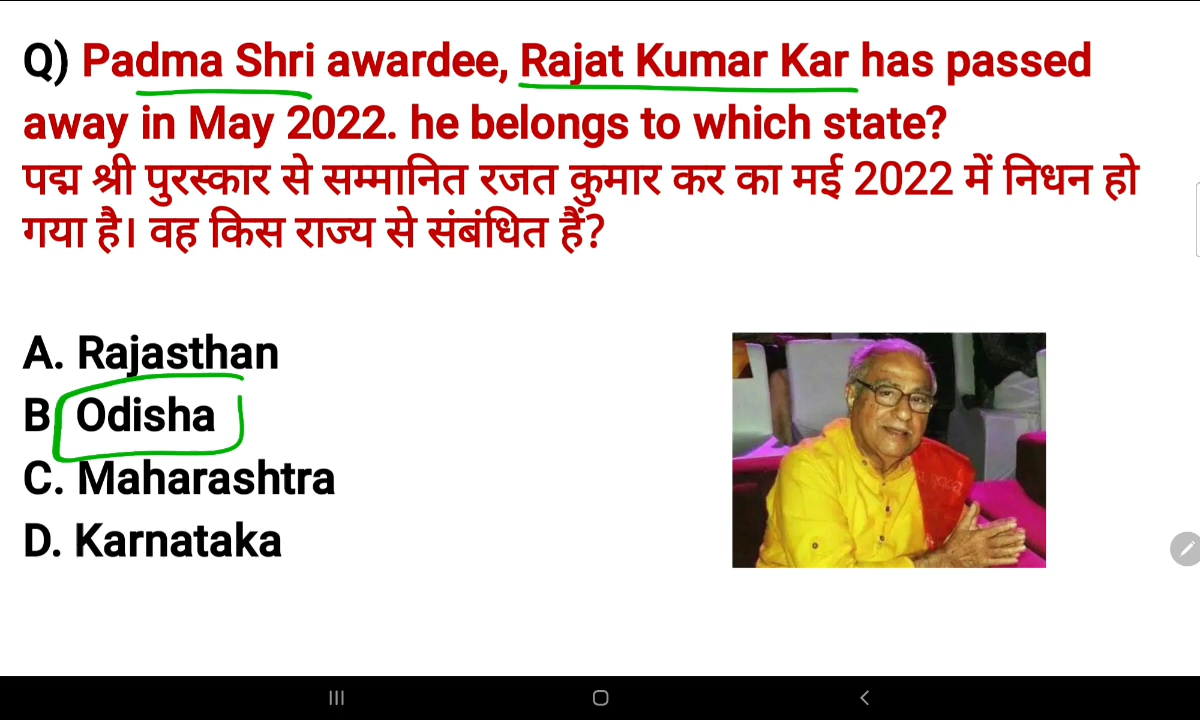 Q) Padma Shri awardee, Rajat Kumar Kar has passed
away in May 2022. he belongs to which state?
पद्म श्री पुरस्कार से सम्मानित रजत कुमार कर का मई 2022 में निधन हो
गया है। वह किस राज्य से संबंधित हैं?
A. Rajasthan
B Odisha
C. Maharashtra
D. Karnataka